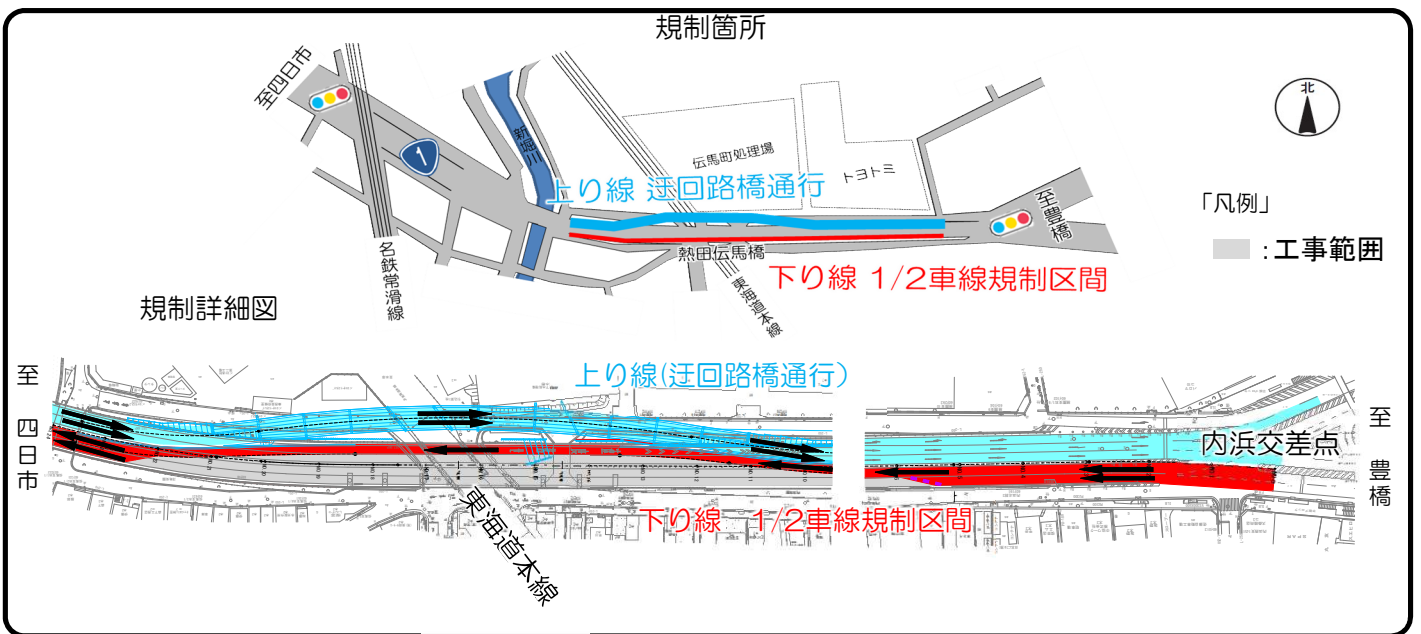 規制箇所
至四日市
1
新堀川
伝馬町処理場
トヨトミ
北
上り線 迂回路橋通行
至豊橋
「凡例」
:工事範囲
熱田伝馬橋
下り線 1/2車線規制区間
名鉄常滑線
東海道本線
規制詳細図
上り線(迂回路橋通行)
至四日市
内浜交差点
至豊橋
下り線 1/2車線規制区間
東海道本線